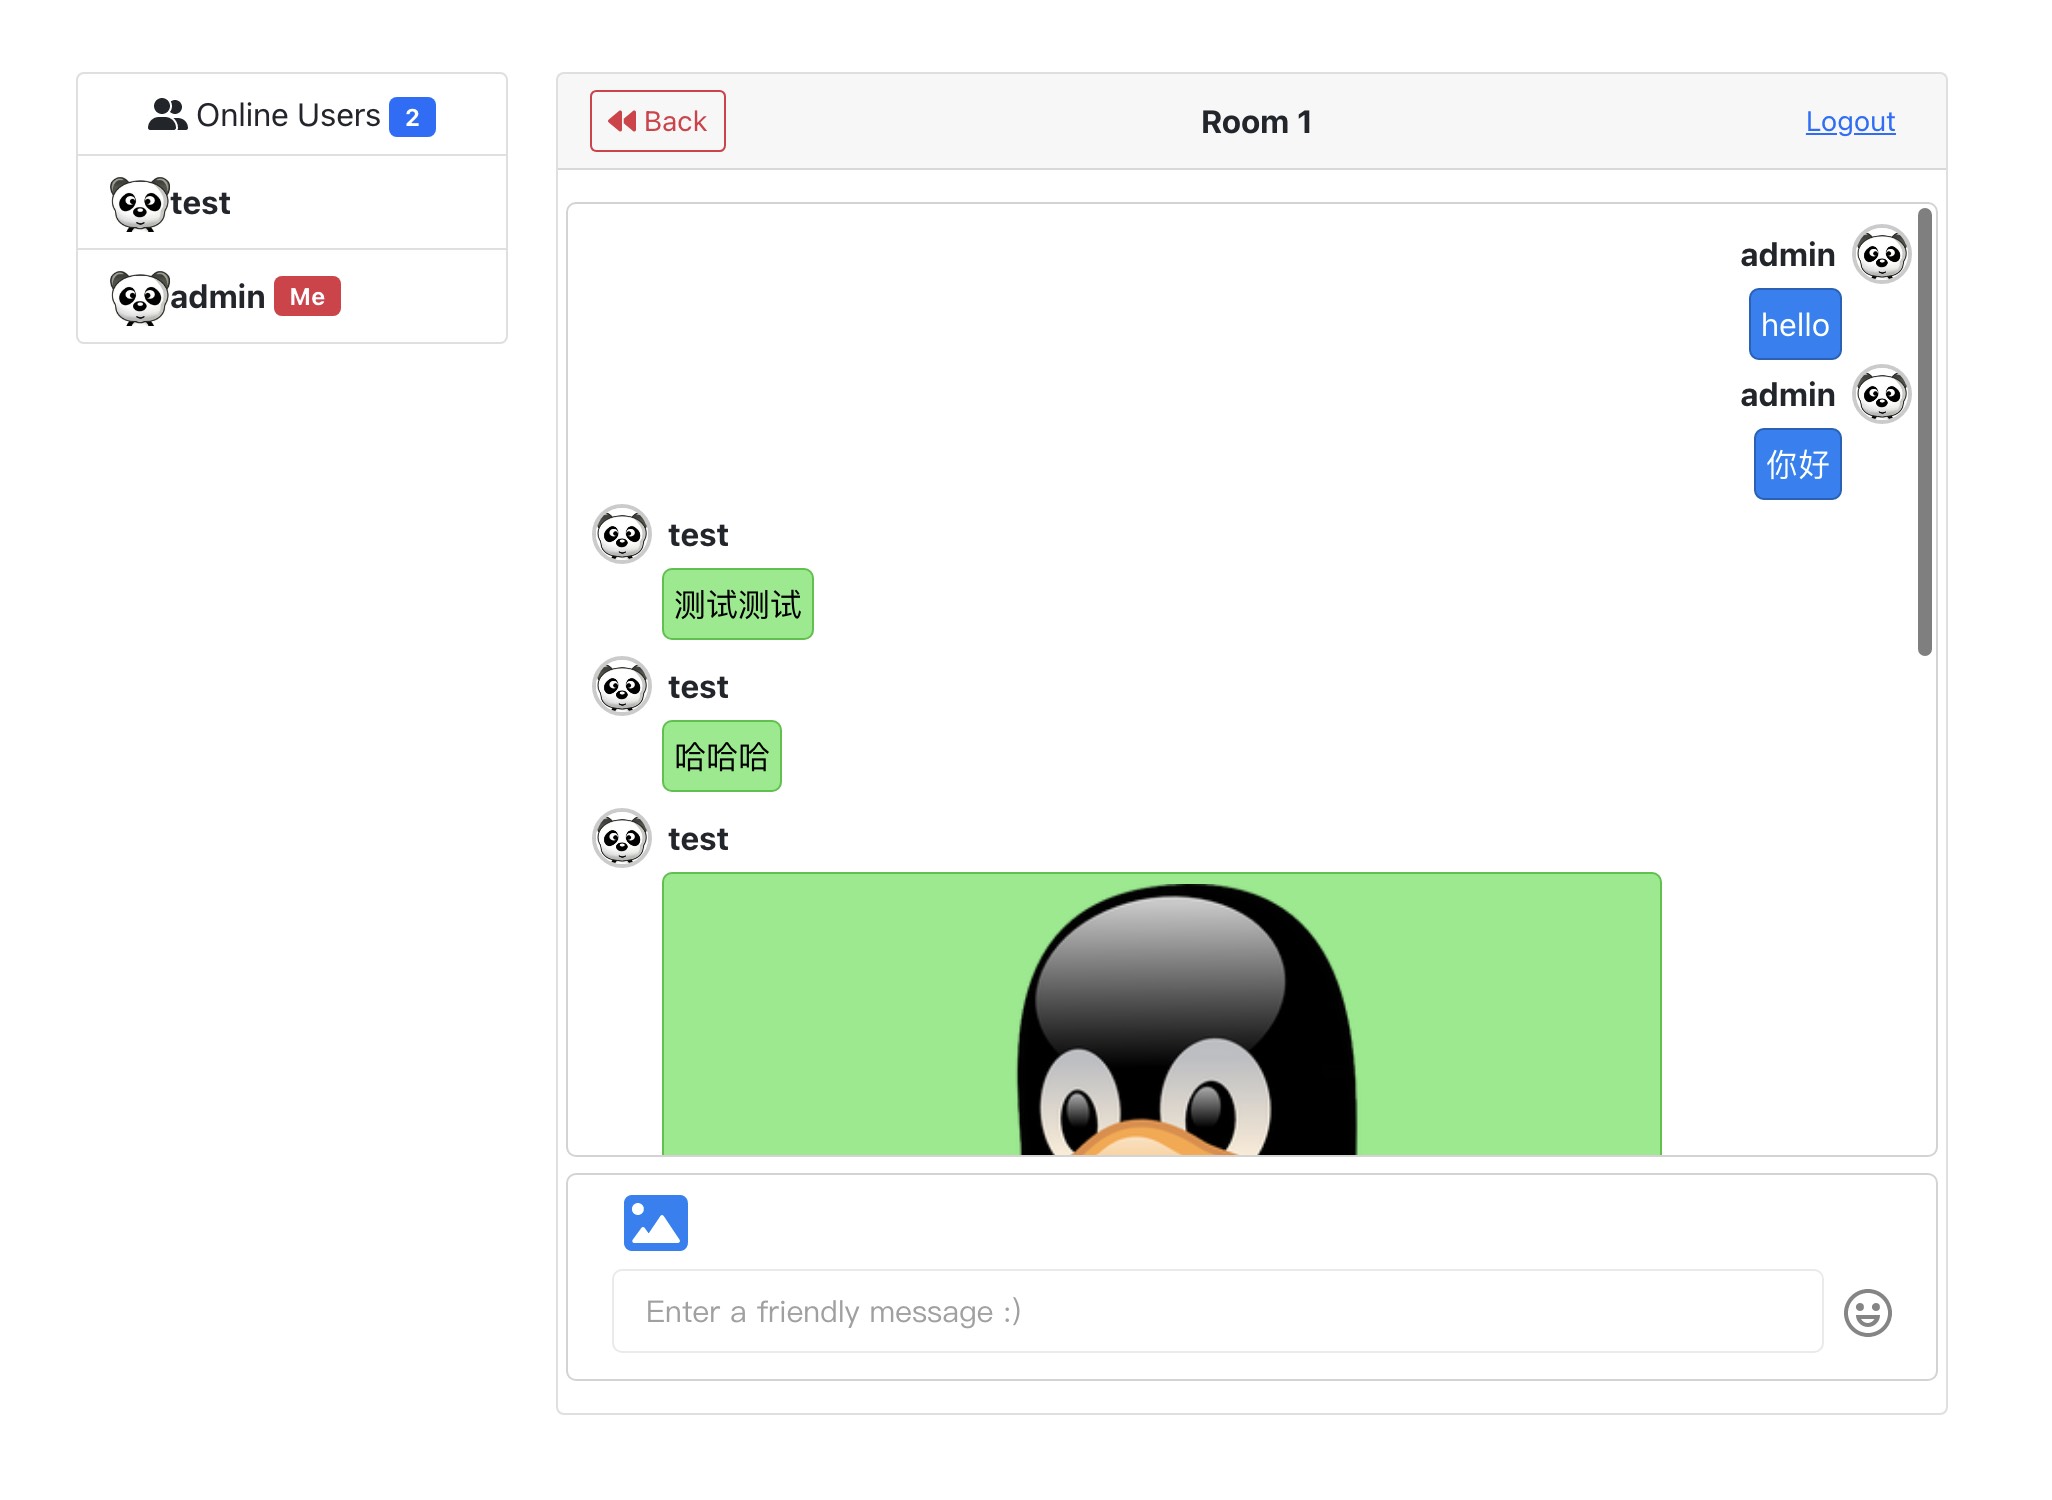 Online Users 2
test
admin Me
Back
Room 1
Logout
admin
hello
admin
你好
test
测试测试
test
哈哈哈
test
Enter a friendly message :)